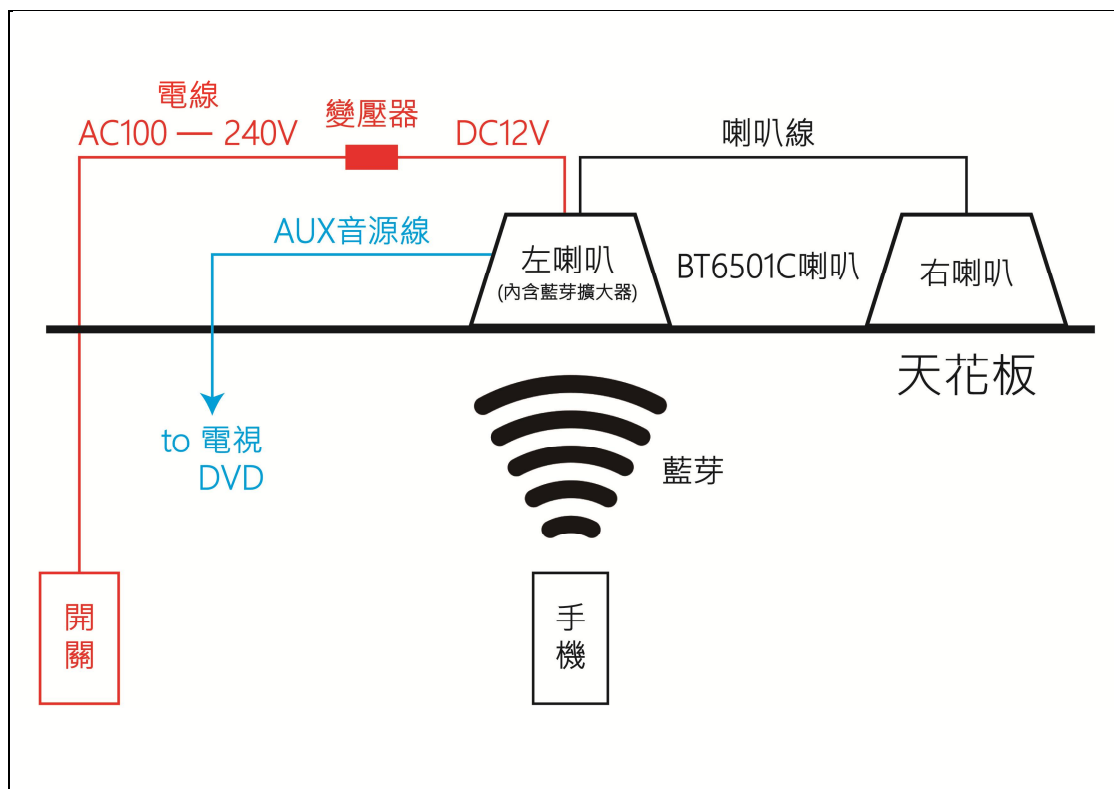 電線
AC100 — 240V
變壓器
DC12V
喇叭線
AUX音源線
左喇叭
(內含藍芽擴大器)
BT6501C喇叭
右喇叭
天花板
to 電視
DVD
藍芽
開
關
手
機